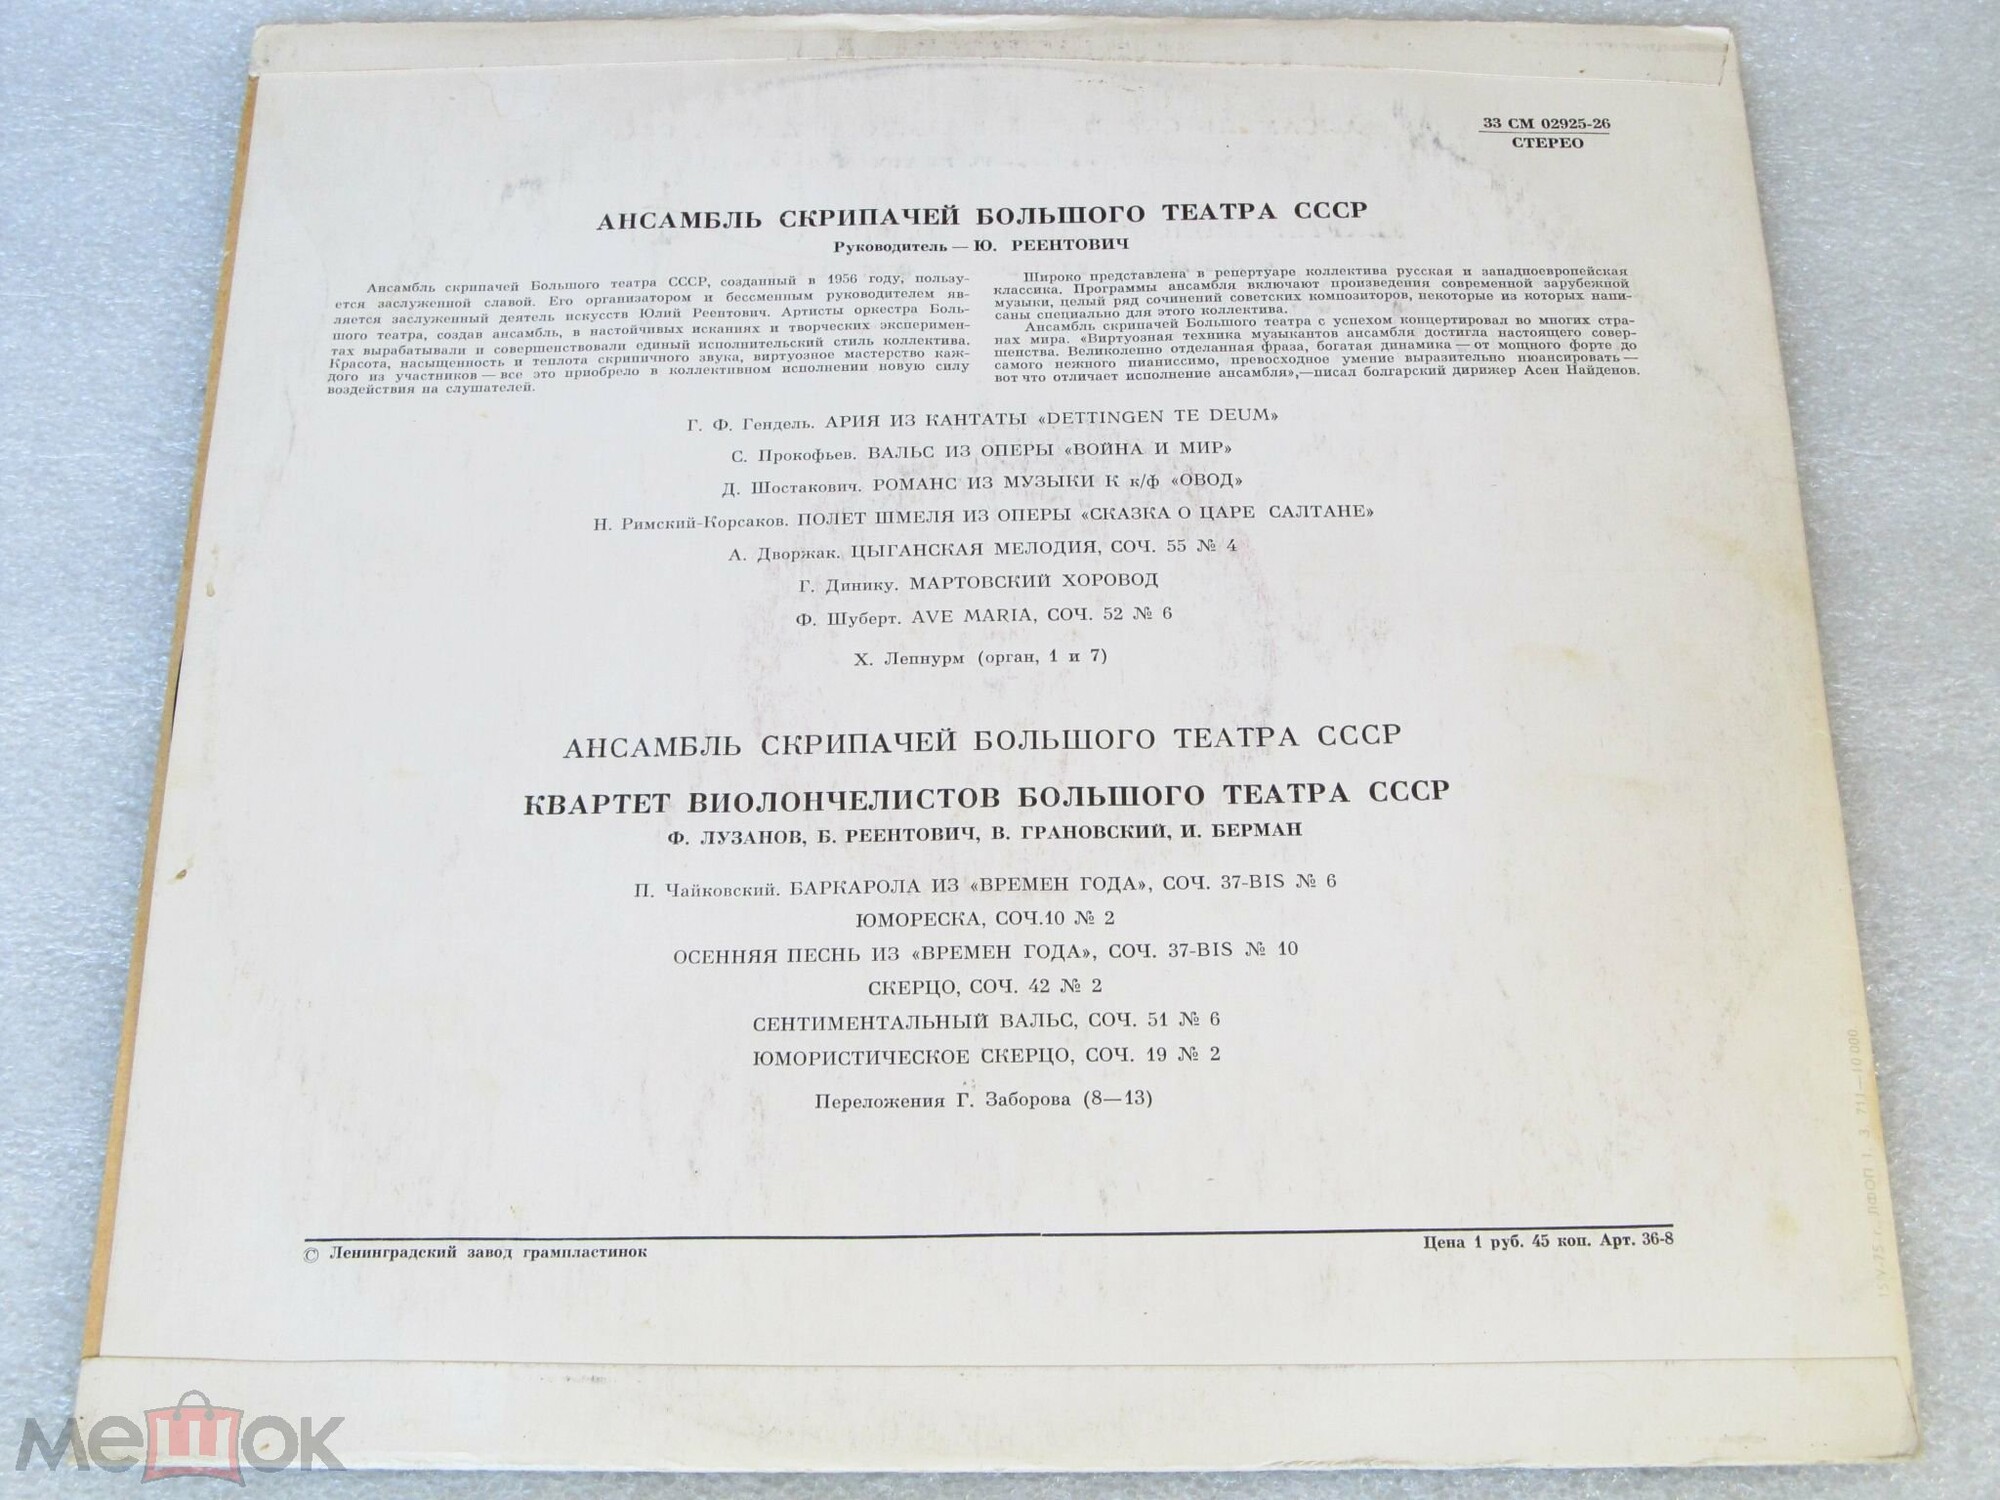 33 СМ 02925-26
СТЕРЕО
АНСАМБЛЬ СКРИПАЧЕЙ БОЛЬШОГО ТЕАТРА СССР
Руководитель — Ю. РЕЕНТОВИЧ
Ансамбль скрипачей Большого театра СССР, созданный в 1956 году, пользу-
ется заслуженной славой. Его организатором и бессменным руководителем яв-
ляется заслуженный деятель искусств Юлий Реентович. Артисты оркестра Боль-
шого театра, создав ансамбль, в настойчивых исканиях и творческих эксперимен-
тах вырабатывали и совершенствовали единый исполнительский стиль коллектива.
Красота, насыщенность и теплота скрипичного звука, виртуозное мастерство каж-
дого из участников — все это приобрело в коллективном исполнении новую силу
воздействия на слушателей.
Широко представлена в репертуаре коллектива русская и западноевропейская
классика. Программы ансамбля включают произведения современной зарубежной
музыки, целый ряд сочинений советских композиторов, некоторые из которых напи-
саны специально для этого коллектива.
Ансамбль скрипачей Большого театра с успехом концертировал во многих стра-
нах мира. «Виртуозная техника музыкантов ансамбля достигла настоящего совер-
шенства. Великолепно отделанная фраза, богатая динамика — от мощного форте до
самого нежного пианиссимо, превосходное умение выразительно нюансировать —
вот что отличает исполнение ансамбля»,—писал болгарский дирижер Асен Найденов.
Г. Ф. Гендель. АРИЯ ИЗ КАНТАТЫ «DETTINGEN TE DEUM»
С. Прокофьев. ВАЛЬС ИЗ ОПЕРЫ «ВОЙНА И МИР»
Д. Шостакович. РОМАНС ИЗ МУЗЫКИ К к/ф «ОВОД»
Н. Римский-Корсаков. ПОЛЕТ ШМЕЛЯ ИЗ ОПЕРЫ «СКАЗКА О ЦАРЕ САЛТАНЕ»
А. Дворжак. ЦЫГАНСКАЯ МЕЛОДИЯ, СОЧ. 55 № 4
Г. Динику. МАРТОВСКИЙ ХОРОВОД
Ф. Шуберт. AVE MARIA, СОЧ. 52 № 6
Х. Лепнурм (орган, 1 и 7)
АНСАМБЛЬ СКРИПАЧЕЙ БОЛЬШОГО ТЕАТРА СССР
КВАРТЕТ ВИОЛОНЧЕЛИСТОВ БОЛЬШОГО ТЕАТРА СССР
Ф. ЛУЗАНОВ, Б. РЕЕНТОВИЧ, В. ГРАНОВСКИЙ, И. БЕРМАН
П. Чайковский. БАРКАРОЛА ИЗ «ВРЕМЕН ГОДА», СОЧ. 37-BIS № 6
ЮМОРЕСКА, СОЧ.10 № 2
ОСЕННЯЯ ПЕСНЬ ИЗ «ВРЕМЕН ГОДА», СОЧ. 37-BIS № 10
СКЕРЦО, СОЧ. 42 № 2
СЕНТИМЕНТАЛЬНЫЙ ВАЛЬС, СОЧ. 51 № 6
ЮМОРИСТИЧЕСКОЕ СКЕРЦО, СОЧ. 19 № 2
Переложения Г. Заборова (8—13)
© Ленинградский завод грампластинок
Цена 1 руб. 45 коп. Арт. 36-8
15/V-75 г. ЛФОП 1. З. 711—10 000
мешок